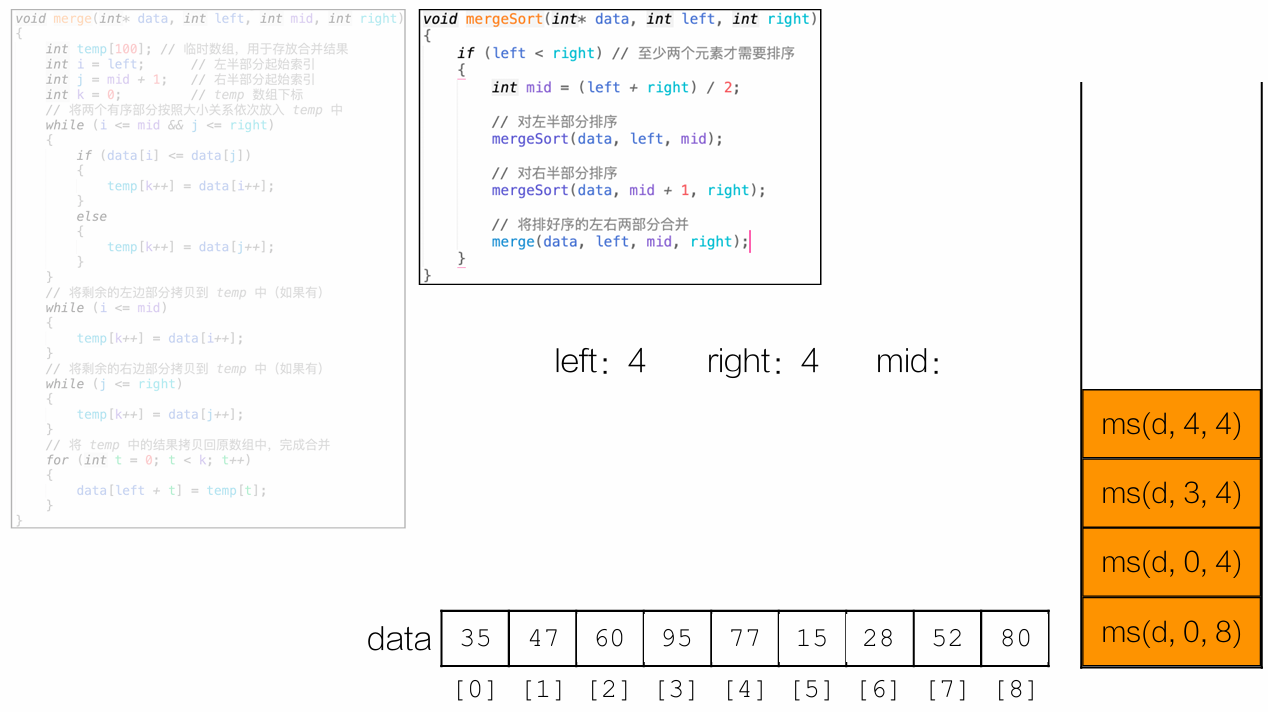 void merge(int* data, int left, int mid, int right)
{
int temp[100]; // 临时数组，用于存放合并结果
int i = left; // 左半部分起始索引
int j = mid + 1; // 右半部分起始索引
int k = 0; // temp 数组下标
// 将两个有序部分按照大小关系依次放入 temp 中
while (i <= mid && j <= right)
{
if (data[i] <= data[j])
{
temp[k++] = data[i++];
}
else
{
temp[k++] = data[j++];
}
}
// 将剩余的左边部分拷贝到 temp 中（如果有）
while (i <= mid)
{
temp[k++] = data[i++];
}
// 将剩余的右边部分拷贝到 temp 中（如果有）
while (j <= right)
{
temp[k++] = data[j++];
}
// 将 temp 中的结果拷贝回原数组中，完成合并
for (int t = 0; t < k; t++)
{
data[left + t] = temp[t];
}
}
void mergeSort(int* data, int left, int right)
{
if (left < right) // 至少两个元素才需要排序
{
int mid = (left + right) / 2;
// 对左半部分排序
mergeSort(data, left, mid);
// 对右半部分排序
mergeSort(data, mid + 1, right);
// 将排好序的左右两部分合并
merge(data, left, mid, right);
}
}
left：4 right：4 mid：
ms(d, 4, 4)
ms(d, 3, 4)
ms(d, 0, 4)
ms(d, 0, 8)
data 35 47 60 95 77 15 28 52 80
[0] [1] [2] [3] [4] [5] [6] [7] [8]